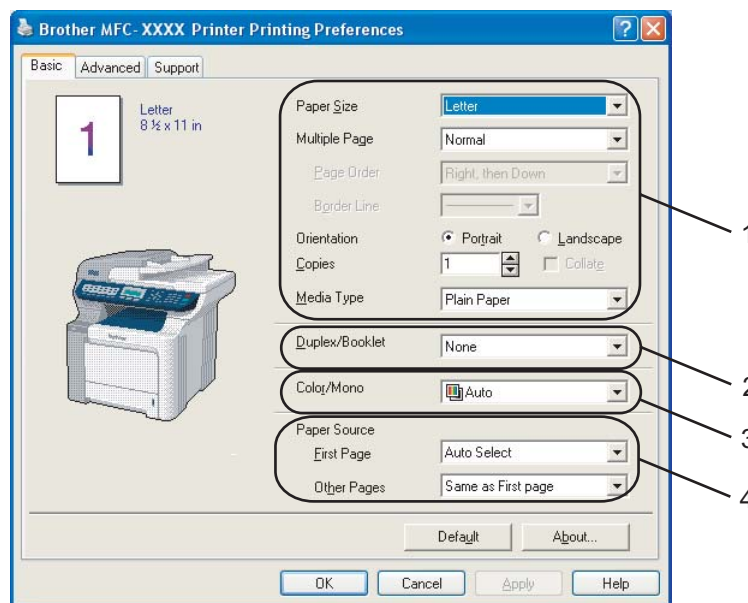 Brother MFC-XXXX Printer Printing Preferences
Basic Advanced Support
1
Letter
8 ½ x 11 in
Paper Size Letter
Multiple Page Normal
Page Order Right, then Down
Border Line
Orientation Portrait Landscape
Copies 1 Collate
Media Type Plain Paper
1
Duplex/Booklet None
2
Color/Mono Auto
3
Paper Source
First Page Auto Select
Other Pages Same as First page
4
Default About...
OK Cancel Apply Help